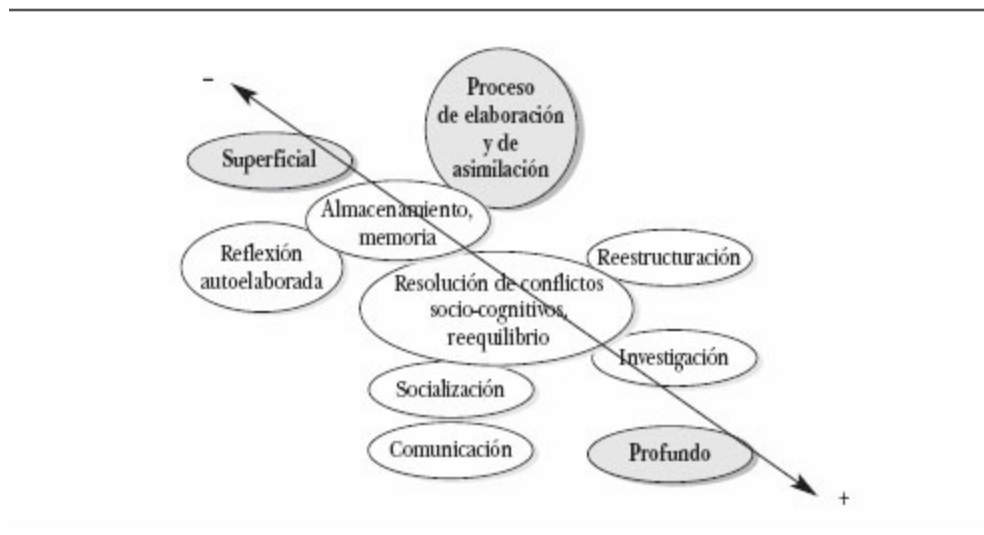 –
Proceso
de elaboración
y de
asimilación
Superficial
Almacenamiento,
memoria
Reflexión
autoelaborada
Reestructuración
Resolución de conflictos
socio-cognitivos,
reequilibrio
Investigación
Socialización
Comunicación
Profundo
+